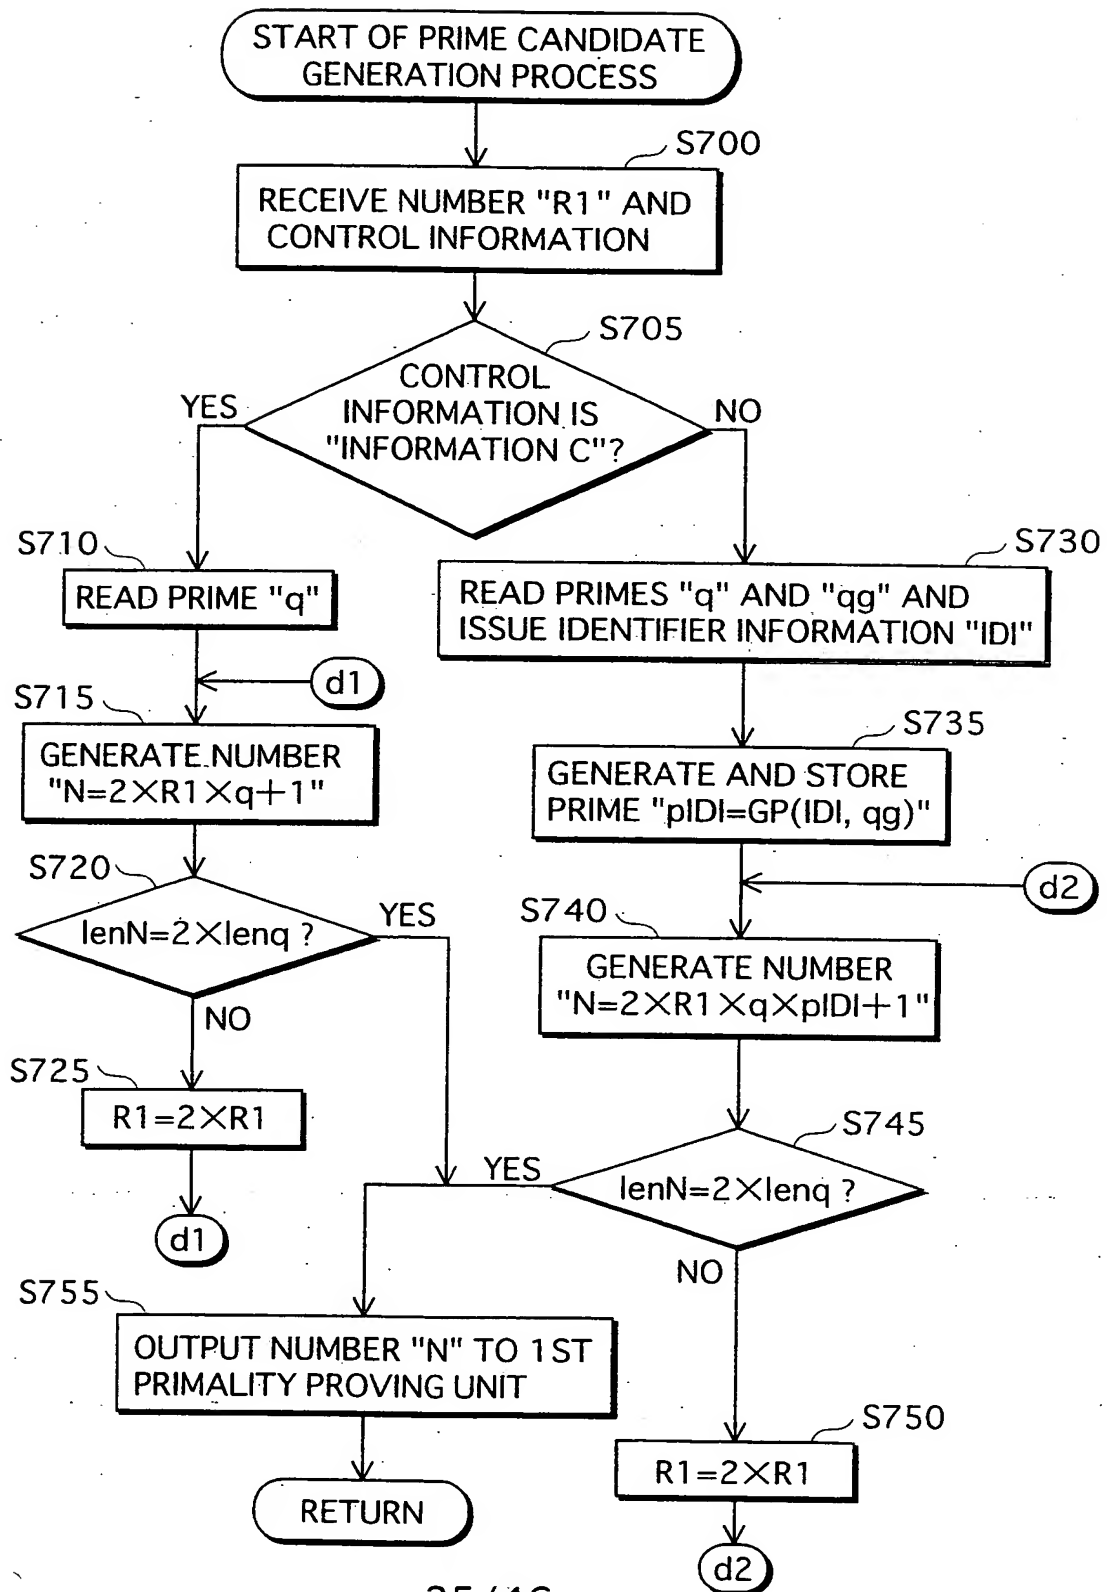 START OF PRIME CANDIDATE
GENERATION PROCESS
S700
RECEIVE NUMBER "R1" AND
CONTROL INFORMATION
S705
CONTROL
INFORMATION IS
"INFORMATION C"?
YES
NO
S710
READ PRIME "q"
S730
READ PRIMES "q" AND "qg" AND
ISSUE IDENTIFIER INFORMATION "IDI"
d1
S715
GENERATE NUMBER
"N=2×R1×q+1"
S735
GENERATE AND STORE
PRIME "pIDI=GP(IDI, qg)"
d2
S720
lenN=2×lenq ?
YES
NO
S740
GENERATE NUMBER
"N=2×R1×q×pIDI+1"
S725
R1=2×R1
d1
S745
lenN=2×lenq ?
YES
NO
S755
OUTPUT NUMBER "N" TO 1ST
PRIMALITY PROVING UNIT
S750
R1=2×R1
RETURN
d2